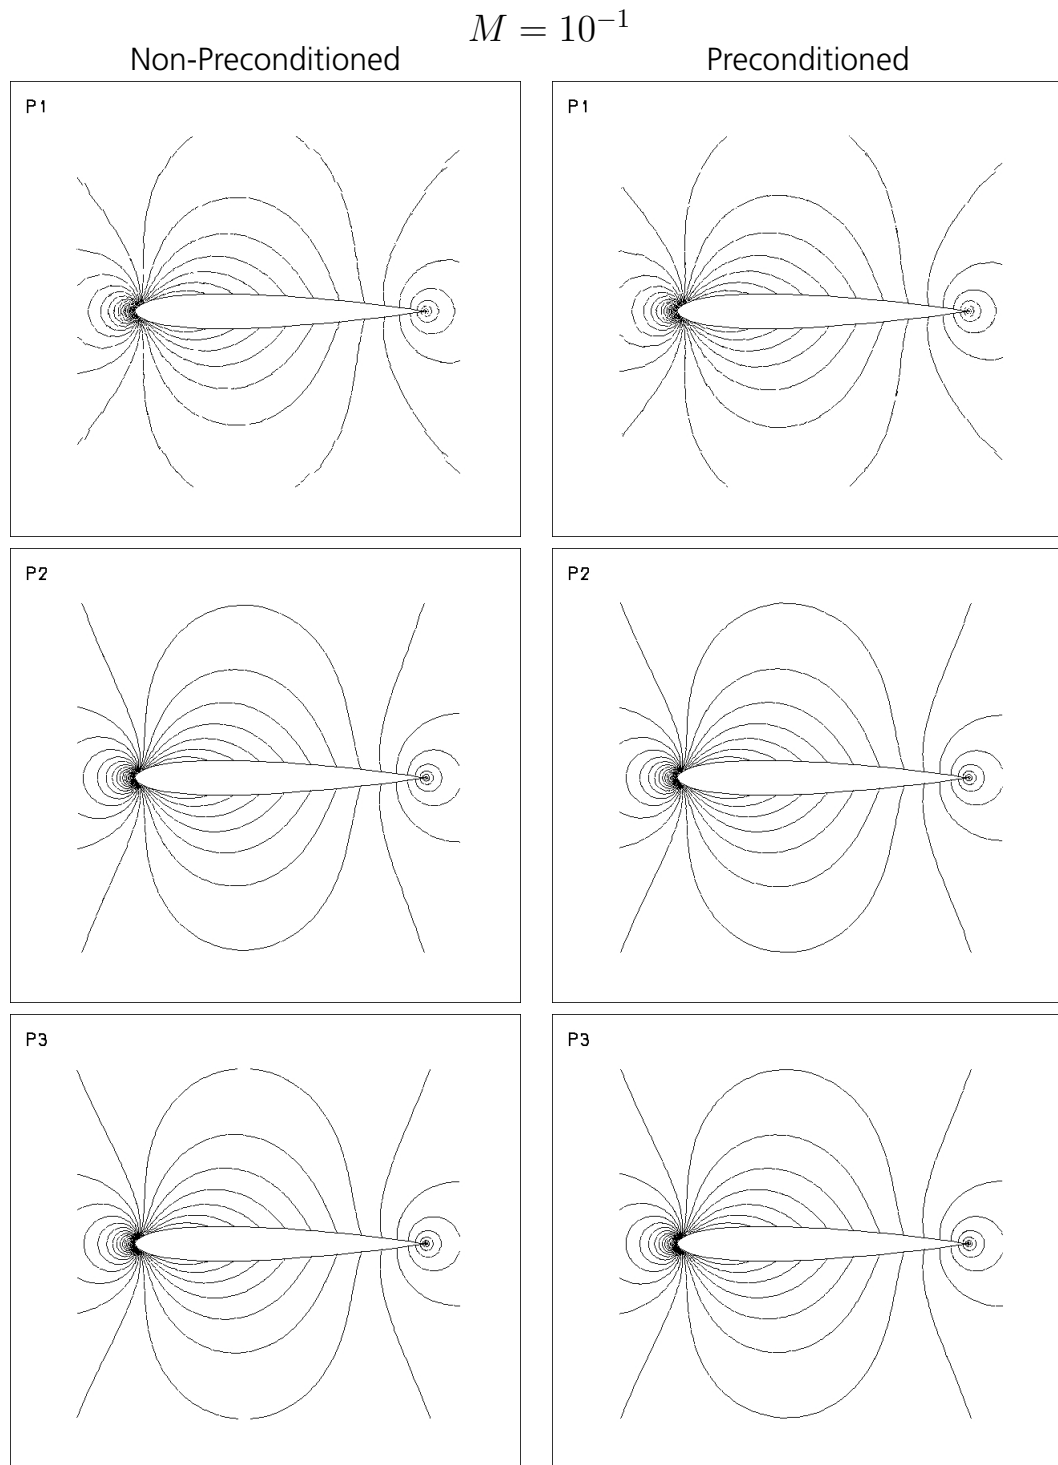 M = 10⁻¹
Non-Preconditioned Preconditioned
P1 P1
P2 P2
P3 P3